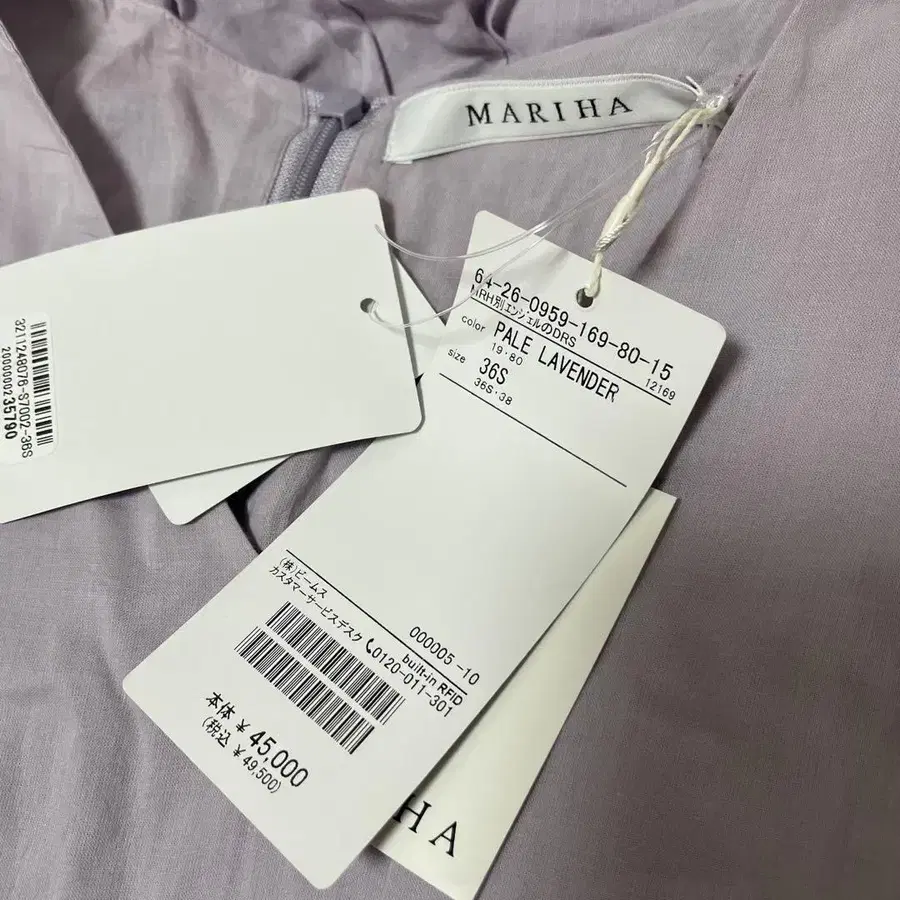 MARIHA
64-26-0959-169-80-15
MRH別エンジェルのDRS 12169
color PALE LAVENDER
19・80
size 36S
36S・38
(株)ビームス 000005-10
カスタマーサービスデスク built-in RFID
0120-011-301
本体 ¥45,000
(税込 ¥49,500)
3211248076-S7002-36S
2000000235790
HA